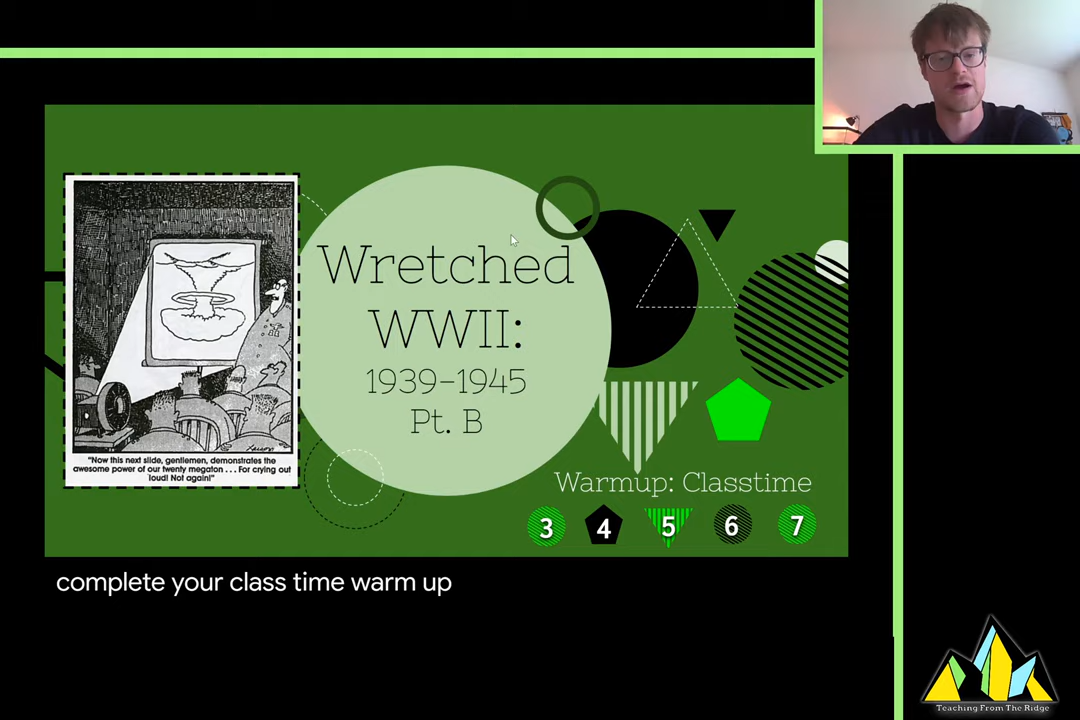 Wretched
WWII:
1939-1945
Pt. B
"Now this next slide, gentlemen, demonstrates the
awesome power of our twenty megaton . . . For crying out
loud! Not again!"
Warmup: Classtime
3 4 5 6 7
complete your class time warm up
Teaching From The Ridge